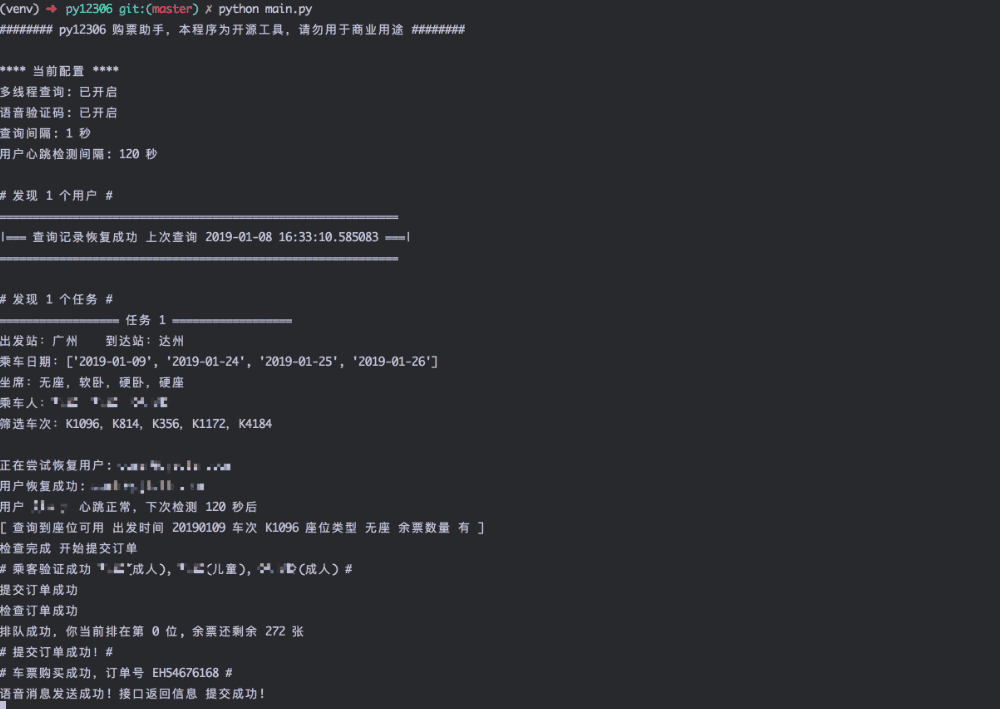 (venv) ➜ py12306 git:(master) ✗ python main.py
######## py12306 购票助手，本程序为开源工具，请勿用于商业用途 ########
**** 当前配置 ****
多线程查询: 已开启
语音验证码: 已开启
查询间隔: 1 秒
用户心跳检测间隔: 120 秒
# 发现 1 个用户 #
============================================================
|=== 查询记录恢复成功 上次查询 2019-01-08 16:33:10.585083 ===|
============================================================
# 发现 1 个任务 #
================== 任务 1 ==================
出发站: 广州    到达站: 达州
乘车日期: ['2019-01-09', '2019-01-24', '2019-01-25', '2019-01-26']
坐席: 无座, 软卧, 硬卧, 硬座
乘车人:
筛选车次: K1096, K814, K356, K1172, K4184
正在尝试恢复用户:
用户恢复成功:
用户 心跳正常, 下次检测 120 秒后
[ 查询到座位可用 出发时间 20190109 车次 K1096 座位类型 无座 余票数量 有 ]
检查完成 开始提交订单
# 乘客验证成功 (成人), (儿童), (成人) #
提交订单成功
检查订单成功
排队成功, 你当前排在第 0 位, 余票还剩余 272 张
# 提交订单成功! #
# 车票购买成功, 订单号 EH54676168 #
语音消息发送成功! 接口返回信息 提交成功!